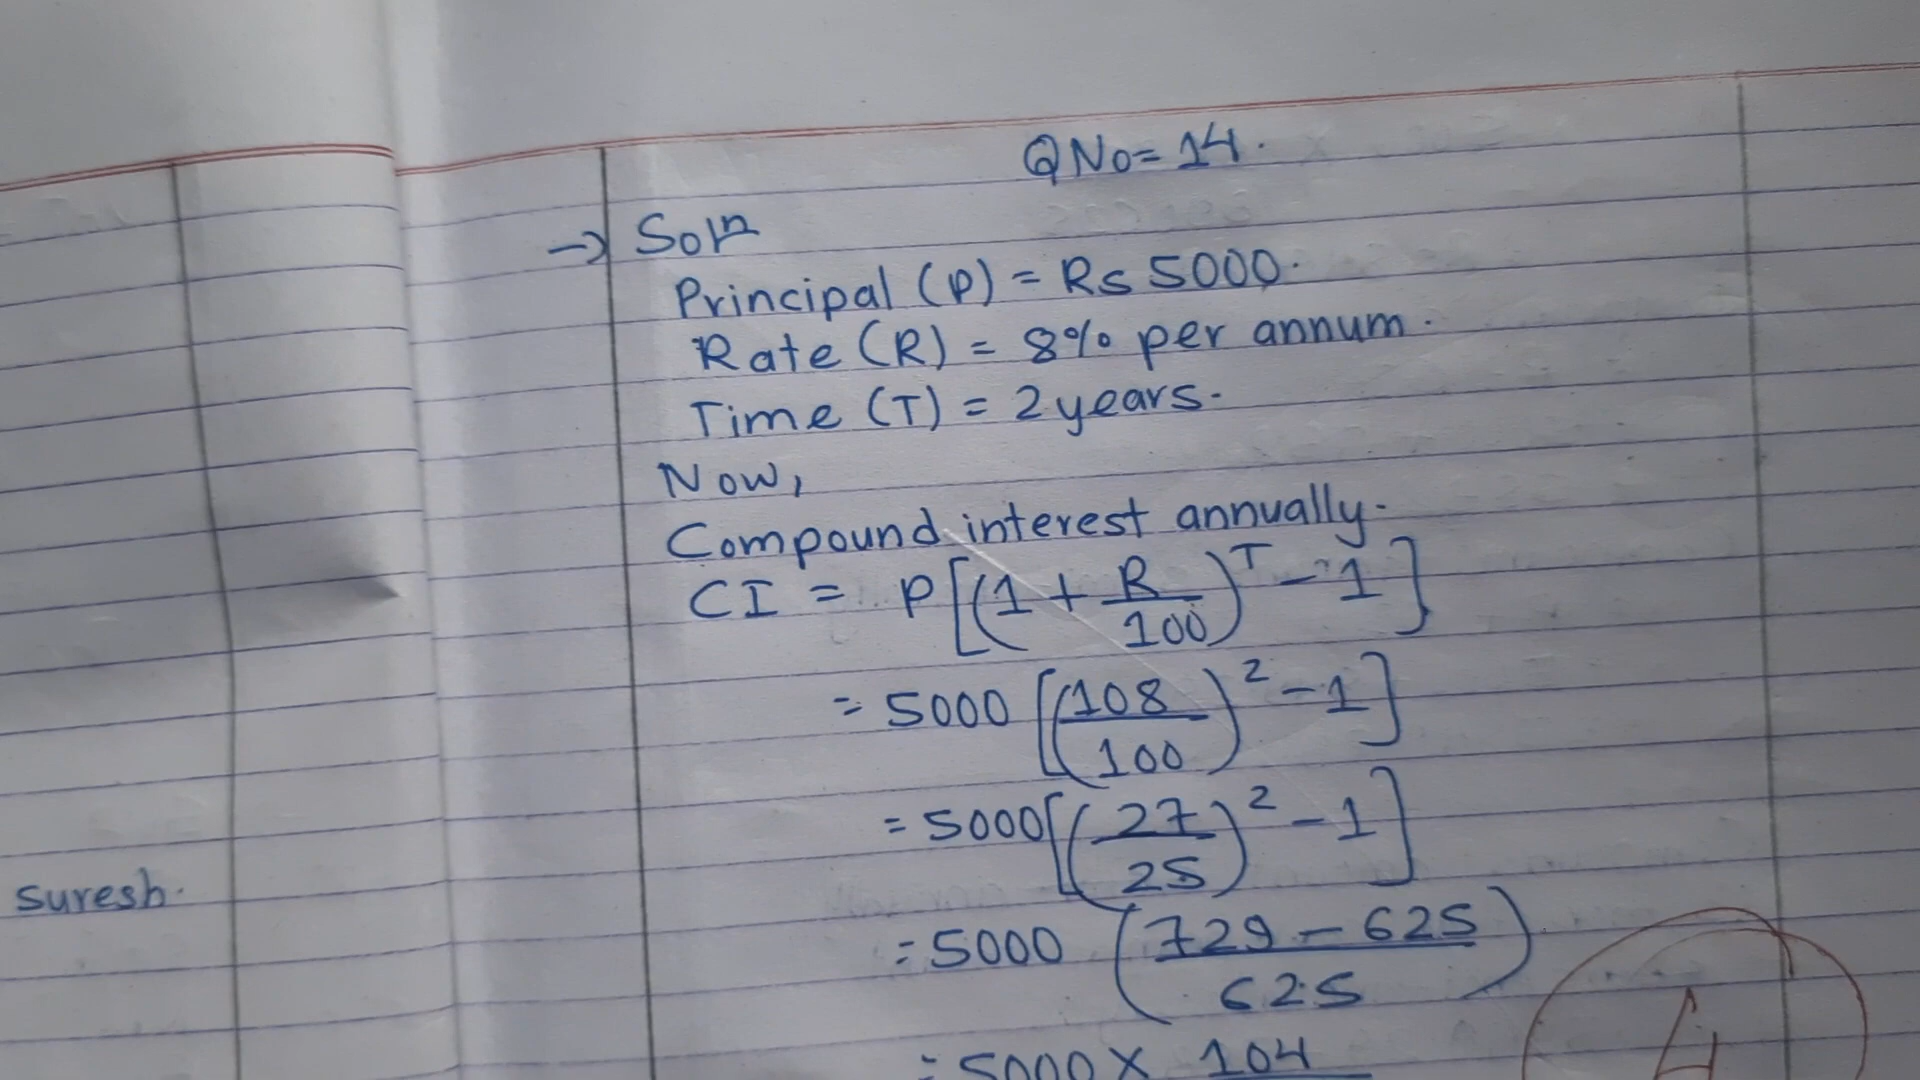 QNo= 14.
→ Soln
Principal (P) = Rs 5000.
Rate (R) = 8% per annum.
Time (T) = 2 years.
Now,
Compound interest annually.
CI = P[(1 + R/100)^T - 1]
= 5000 [(108/100)^2 - 1]
= 5000[(27/25)^2 - 1]
suresh.
= 5000 (729 - 625/625)
= 5000 × 104